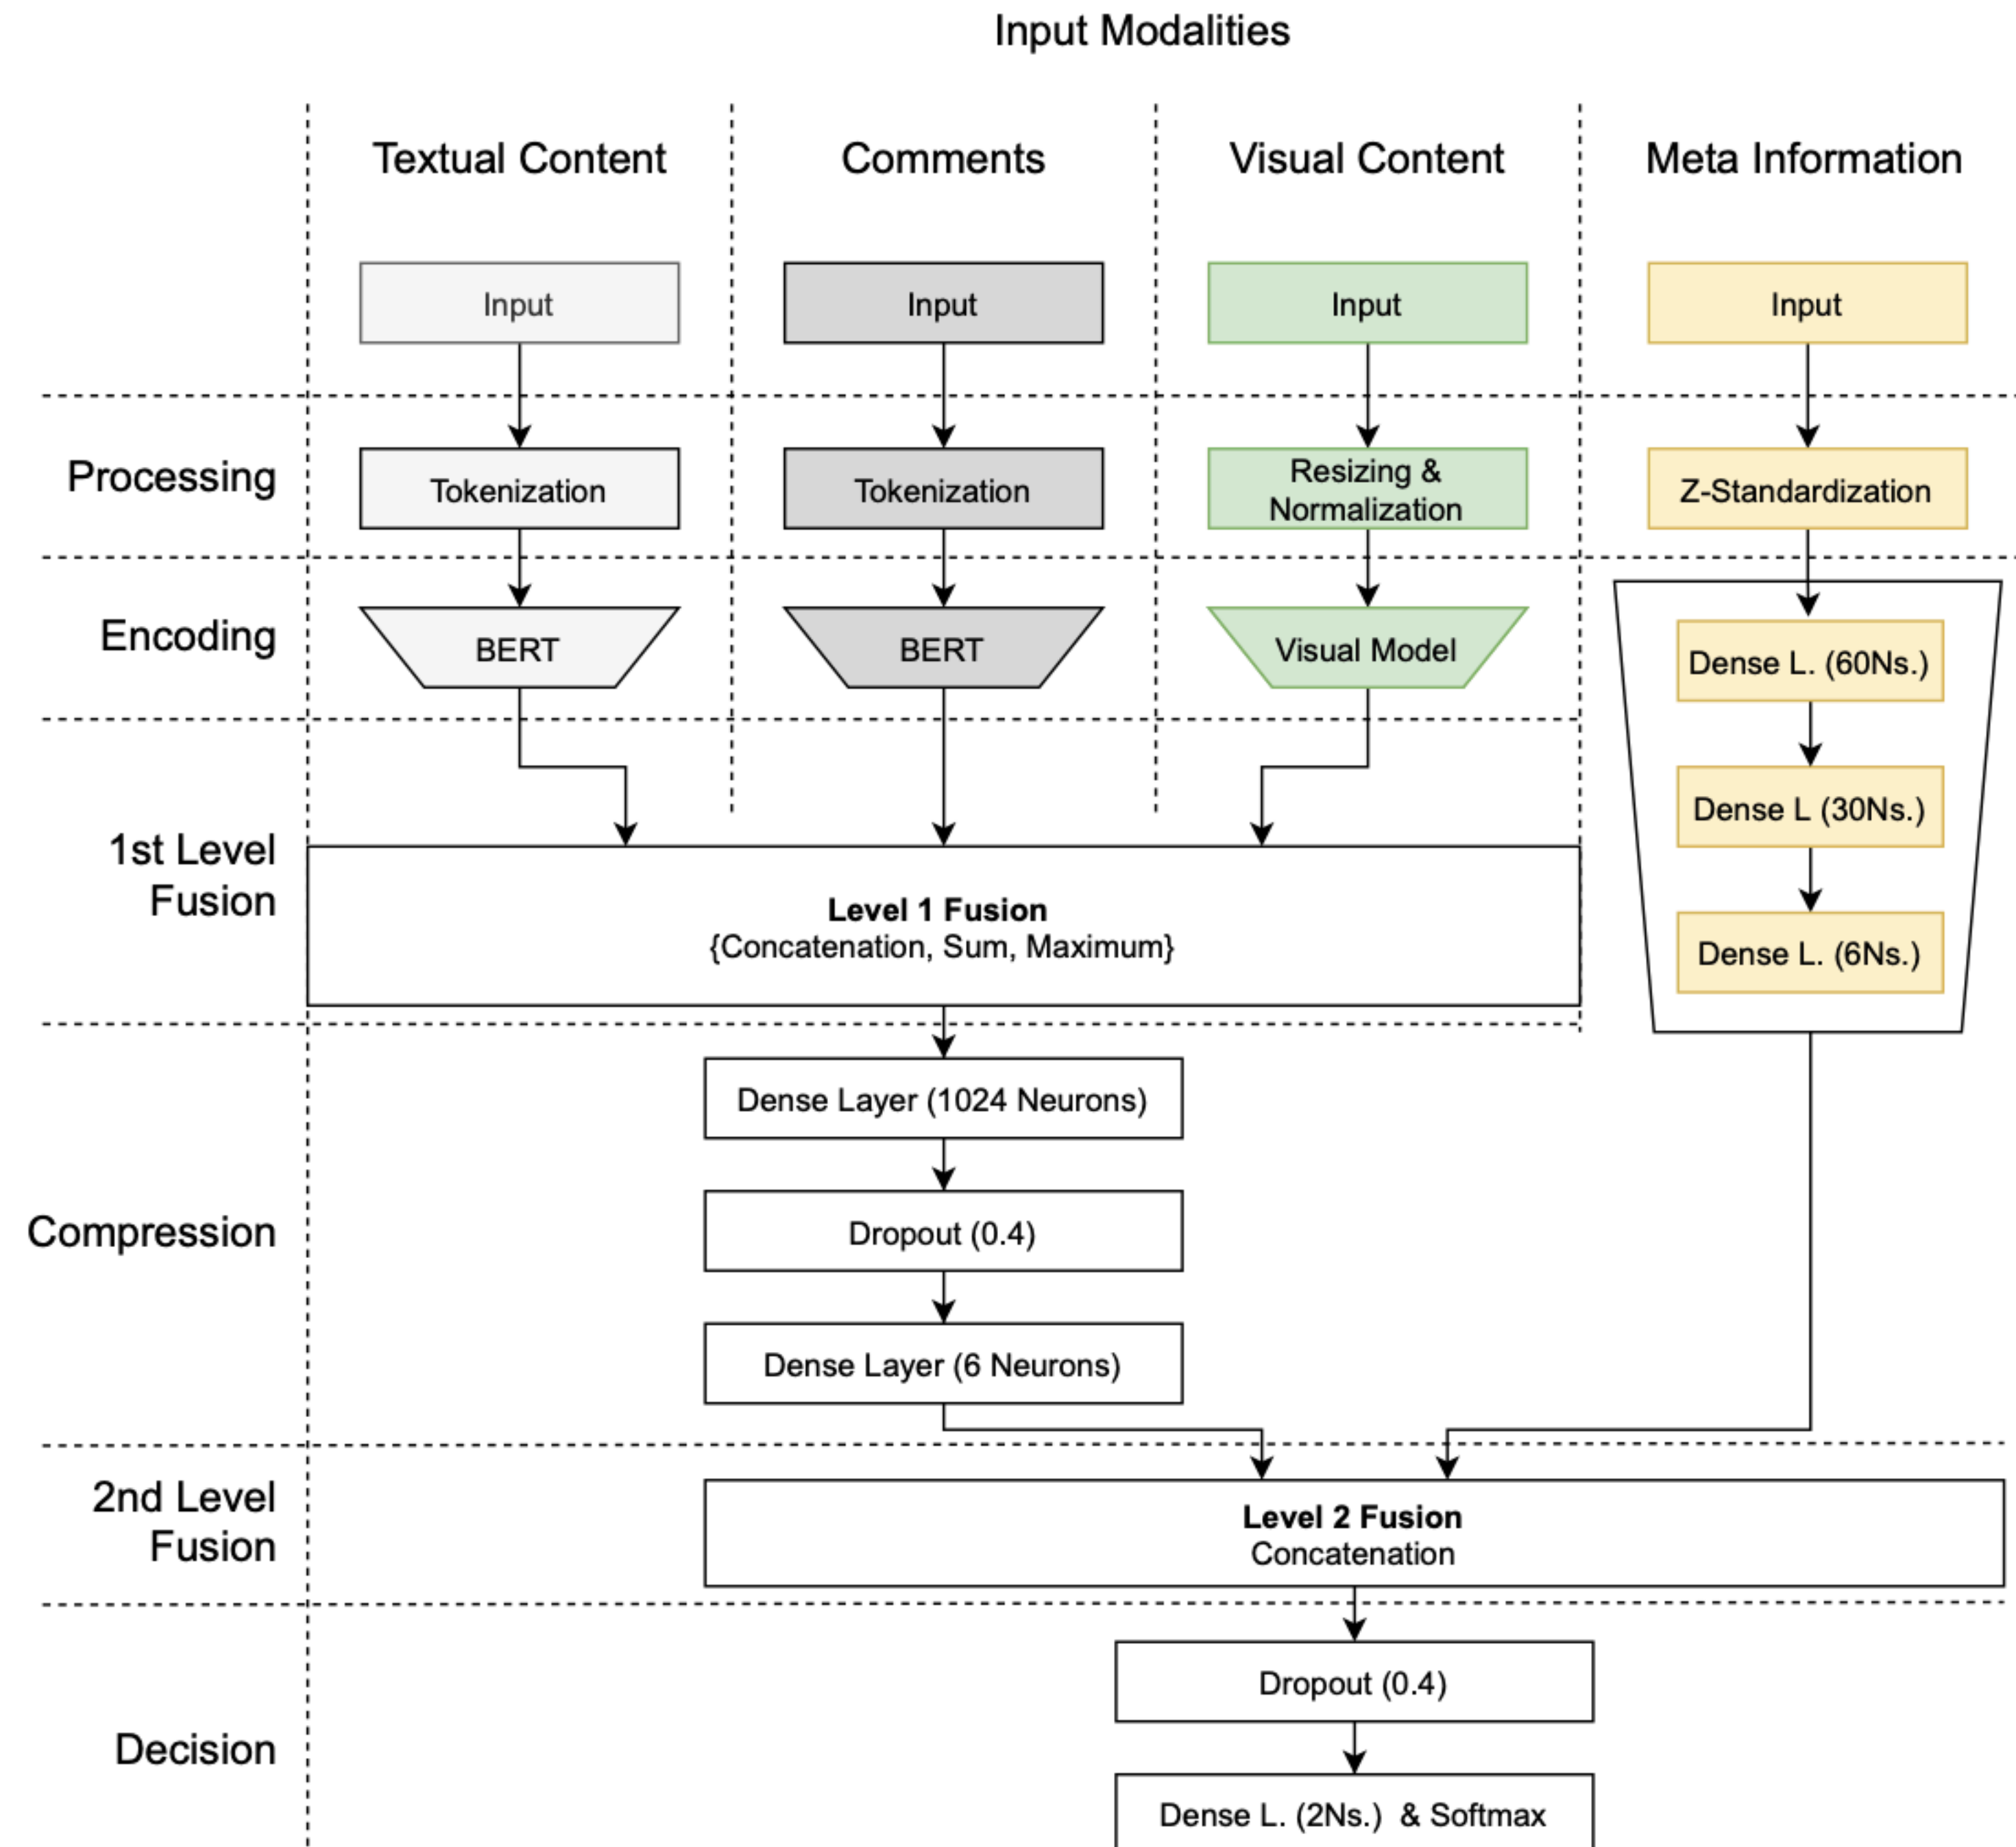 Input Modalities
Textual Content
Comments
Visual Content
Meta Information
Input
Input
Input
Input
Processing
Tokenization
Tokenization
Resizing &
Normalization
Z-Standardization
Encoding
BERT
BERT
Visual Model
Dense L. (60Ns.)
Dense L (30Ns.)
Dense L. (6Ns.)
1st Level
Fusion
Level 1 Fusion
{Concatenation, Sum, Maximum}
Compression
Dense Layer (1024 Neurons)
Dropout (0.4)
Dense Layer (6 Neurons)
2nd Level
Fusion
Level 2 Fusion
Concatenation
Decision
Dropout (0.4)
Dense L. (2Ns.) & Softmax